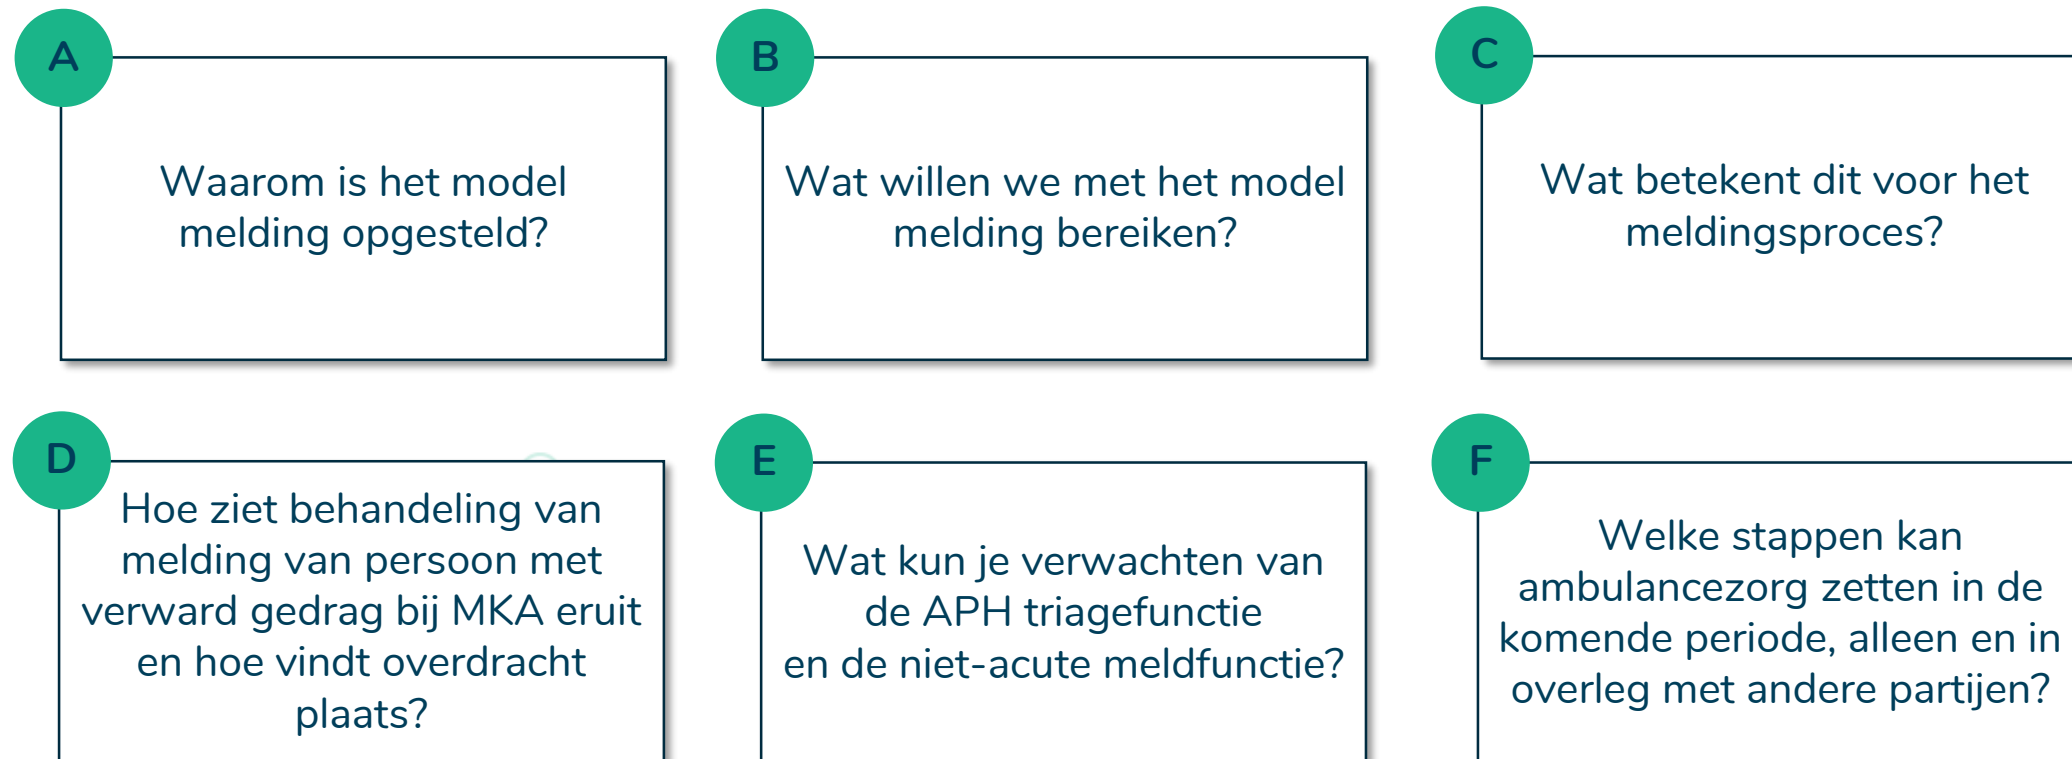 A
Waarom is het model
melding opgesteld?
B
Wat willen we met het model
melding bereiken?
C
Wat betekent dit voor het
meldingsproces?
D
Hoe ziet behandeling van
melding van persoon met
verward gedrag bij MKA eruit
en hoe vindt overdracht
plaats?
E
Wat kun je verwachten van
de APH triagefunctie
en de niet-acute meldfunctie?
F
Welke stappen kan
ambulancezorg zetten in de
komende periode, alleen en in
overleg met andere partijen?